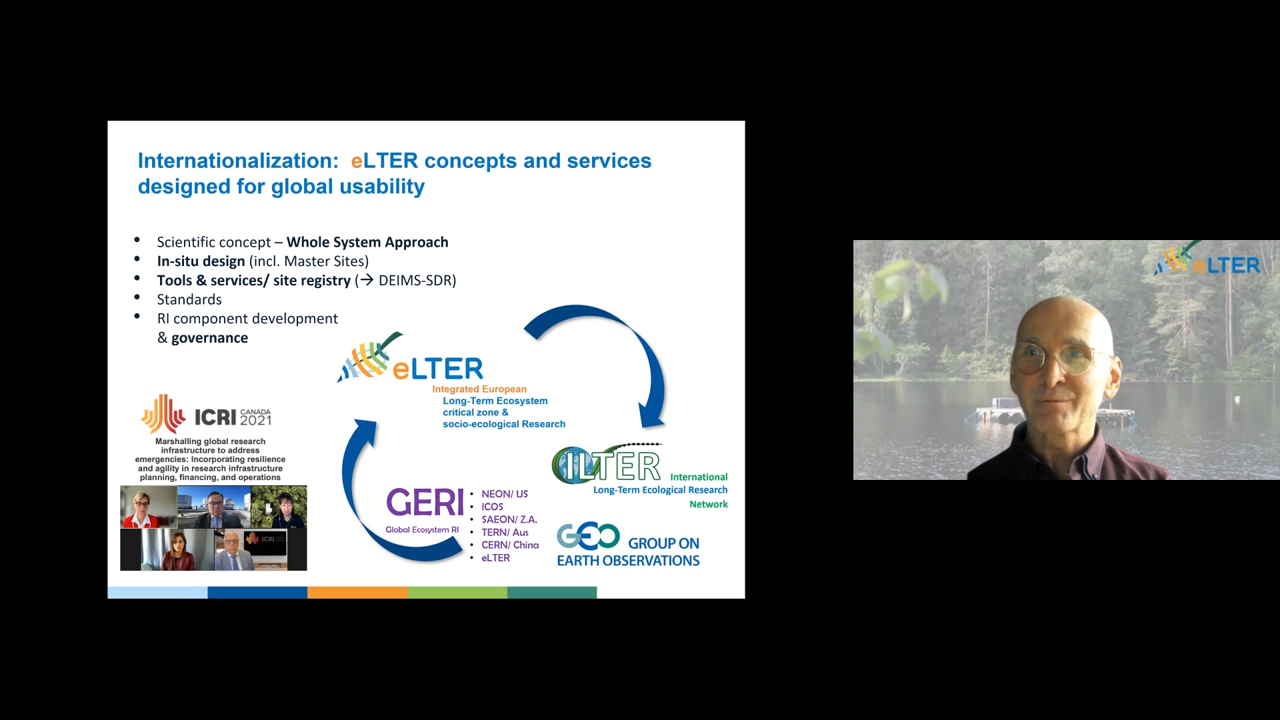 Internationalization: eLTER concepts and services
designed for global usability
• Scientific concept – Whole System Approach
• In-situ design (incl. Master Sites)
• Tools & services/ site registry (→ DEIMS-SDR)
• Standards
• RI component development
& governance
eLTER
Integrated European
Long-Term Ecosystem
critical zone &
socio-ecological Research
ICRI CANADA
2021
Marshalling global research
infrastructure to address
emergencies: Incorporating resilience
and agility in research infrastructure
planning, financing, and operations
ICRI
GERI
Global Ecosystem RI
• NEON/ US
• ICOS
• SAEON/ Z.A.
• TERN/ Aus
• CERN/ China
• eLTER
ILTER International
Long-Term Ecological Research
Network
GEO GROUP ON
EARTH OBSERVATIONS
eLTER